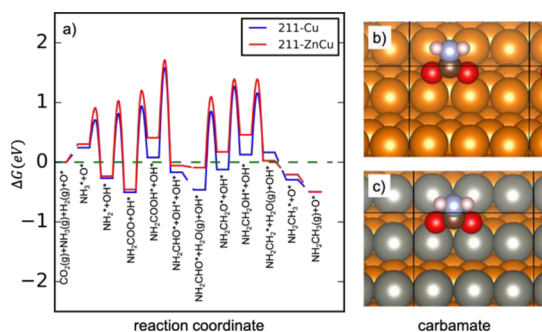 a)
211-Cu
211-ZnCu
2
1
0
−1
−2
ΔG(eV)
CO₂(g)+NH₃(g)+H₂(g)+O*
NH₃*+O*
NH₂*+OH*
NH₂COO+OH*
NH₂COOH*+OH*
NH₂CHO*+OH*+OH*
NH₂CHO*+H₂O(g)+OH*
NH₂CH₂O*+OH*
NH₂CH₂OH*+OH*
NH₂CH₂*+H₂O(g)+OH*
NH₂CH₃*+O*
NH₂CH₃(g)+O*
reaction coordinate
b)
c)
carbamate